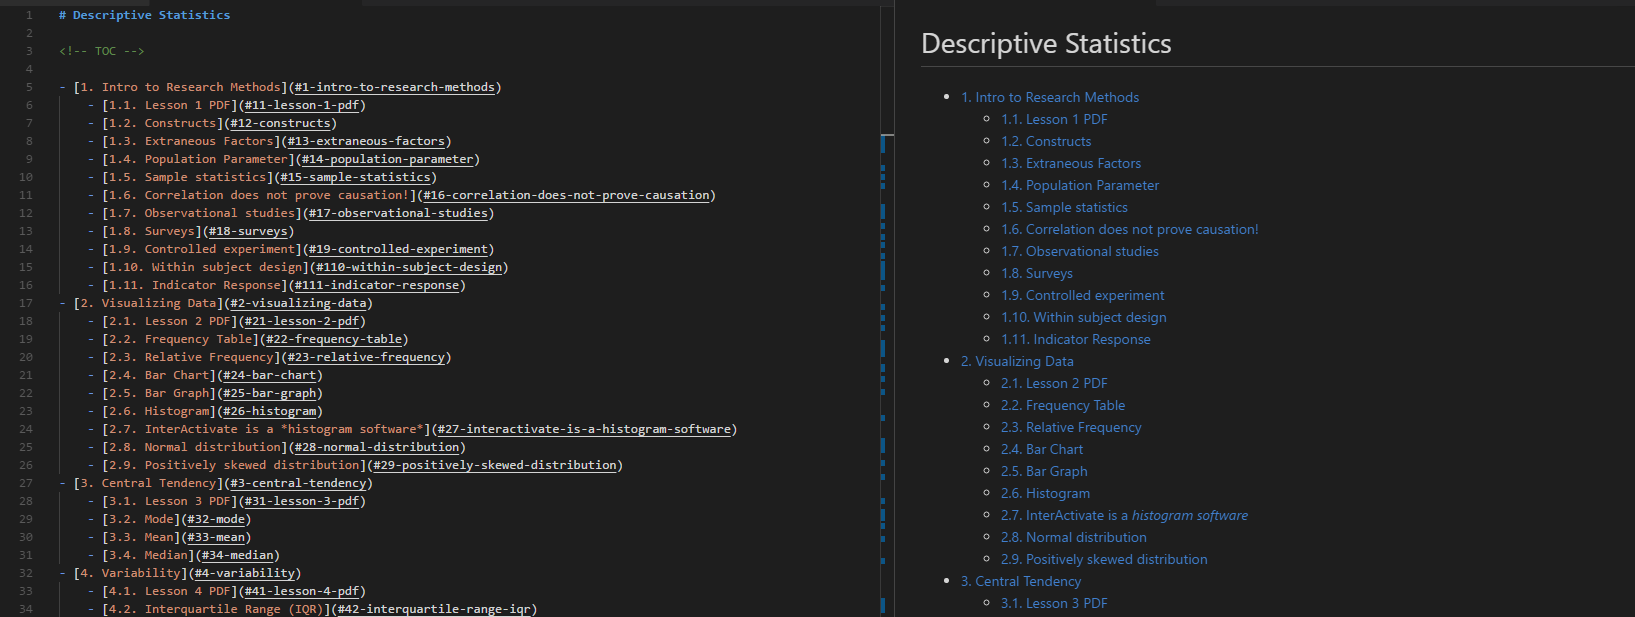 1 # Descriptive Statistics
2
3 <!-- TOC -->
4
5 - [1. Intro to Research Methods](#1-intro-to-research-methods)
6 - [1.1. Lesson 1 PDF](#11-lesson-1-pdf)
7 - [1.2. Constructs](#12-constructs)
8 - [1.3. Extraneous Factors](#13-extraneous-factors)
9 - [1.4. Population Parameter](#14-population-parameter)
10 - [1.5. Sample statistics](#15-sample-statistics)
11 - [1.6. Correlation does not prove causation!](#16-correlation-does-not-prove-causation)
12 - [1.7. Observational studies](#17-observational-studies)
13 - [1.8. Surveys](#18-surveys)
14 - [1.9. Controlled experiment](#19-controlled-experiment)
15 - [1.10. Within subject design](#110-within-subject-design)
16 - [1.11. Indicator Response](#111-indicator-response)
17 - [2. Visualizing Data](#2-visualizing-data)
18 - [2.1. Lesson 2 PDF](#21-lesson-2-pdf)
19 - [2.2. Frequency Table](#22-frequency-table)
20 - [2.3. Relative Frequency](#23-relative-frequency)
21 - [2.4. Bar Chart](#24-bar-chart)
22 - [2.5. Bar Graph](#25-bar-graph)
23 - [2.6. Histogram](#26-histogram)
24 - [2.7. InterActivate is a *histogram software*](#27-interactivate-is-a-histogram-software)
25 - [2.8. Normal distribution](#28-normal-distribution)
26 - [2.9. Positively skewed distribution](#29-positively-skewed-distribution)
27 - [3. Central Tendency](#3-central-tendency)
28 - [3.1. Lesson 3 PDF](#31-lesson-3-pdf)
29 - [3.2. Mode](#32-mode)
30 - [3.3. Mean](#33-mean)
31 - [3.4. Median](#34-median)
32 - [4. Variability](#4-variability)
33 - [4.1. Lesson 4 PDF](#41-lesson-4-pdf)
34 - [4.2. Interquartile Range (IQR)](#42-interquartile-range-iqr)
Descriptive Statistics
1. Intro to Research Methods
1.1. Lesson 1 PDF
1.2. Constructs
1.3. Extraneous Factors
1.4. Population Parameter
1.5. Sample statistics
1.6. Correlation does not prove causation!
1.7. Observational studies
1.8. Surveys
1.9. Controlled experiment
1.10. Within subject design
1.11. Indicator Response
2. Visualizing Data
2.1. Lesson 2 PDF
2.2. Frequency Table
2.3. Relative Frequency
2.4. Bar Chart
2.5. Bar Graph
2.6. Histogram
2.7. InterActivate is a histogram software
2.8. Normal distribution
2.9. Positively skewed distribution
3. Central Tendency
3.1. Lesson 3 PDF